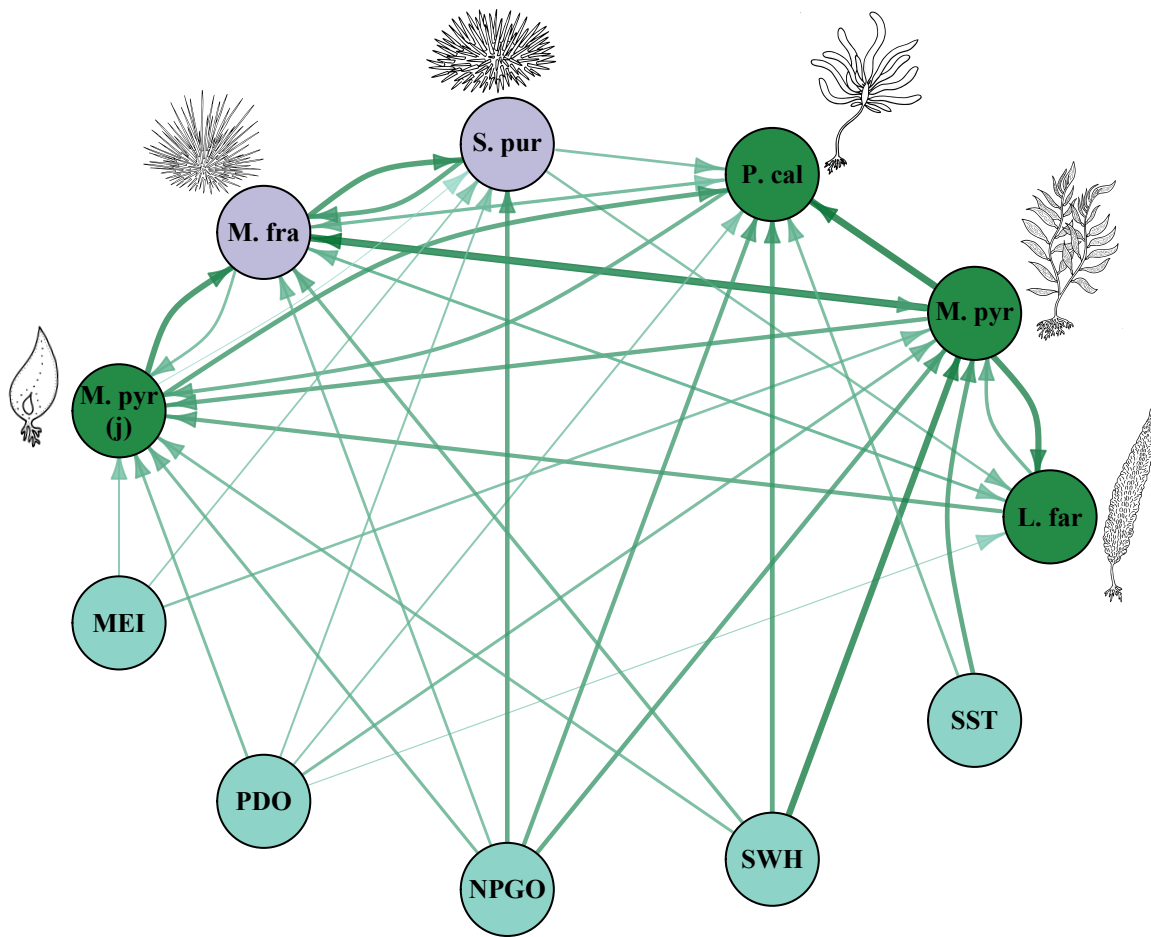 S. pur
P. cal
M. fra
M. pyr
M. pyr
(j)
L. far
MEI
SST
PDO
SWH
NPGO